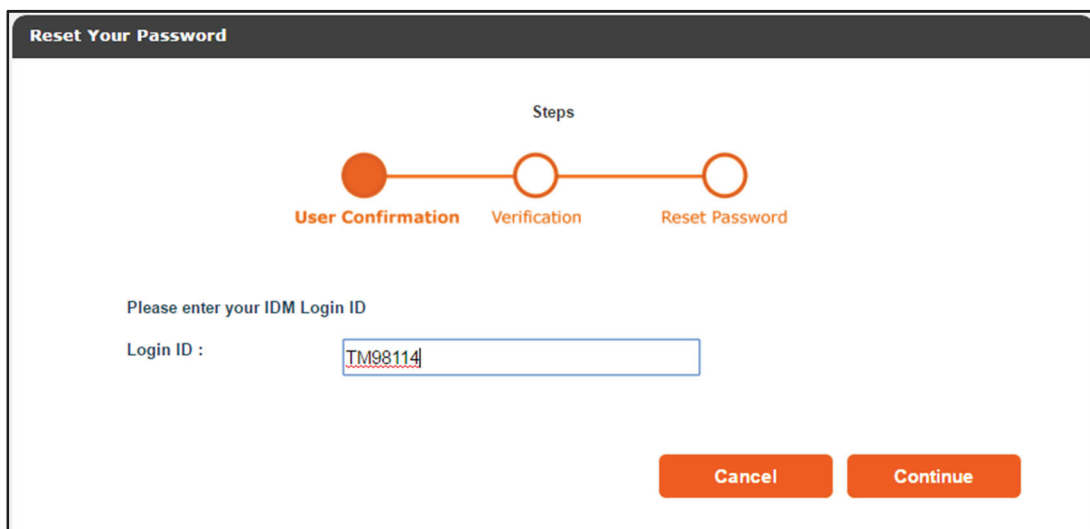 Reset Your Password
Steps
User Confirmation Verification Reset Password
Please enter your IDM Login ID
Login ID : TM98114
Cancel Continue